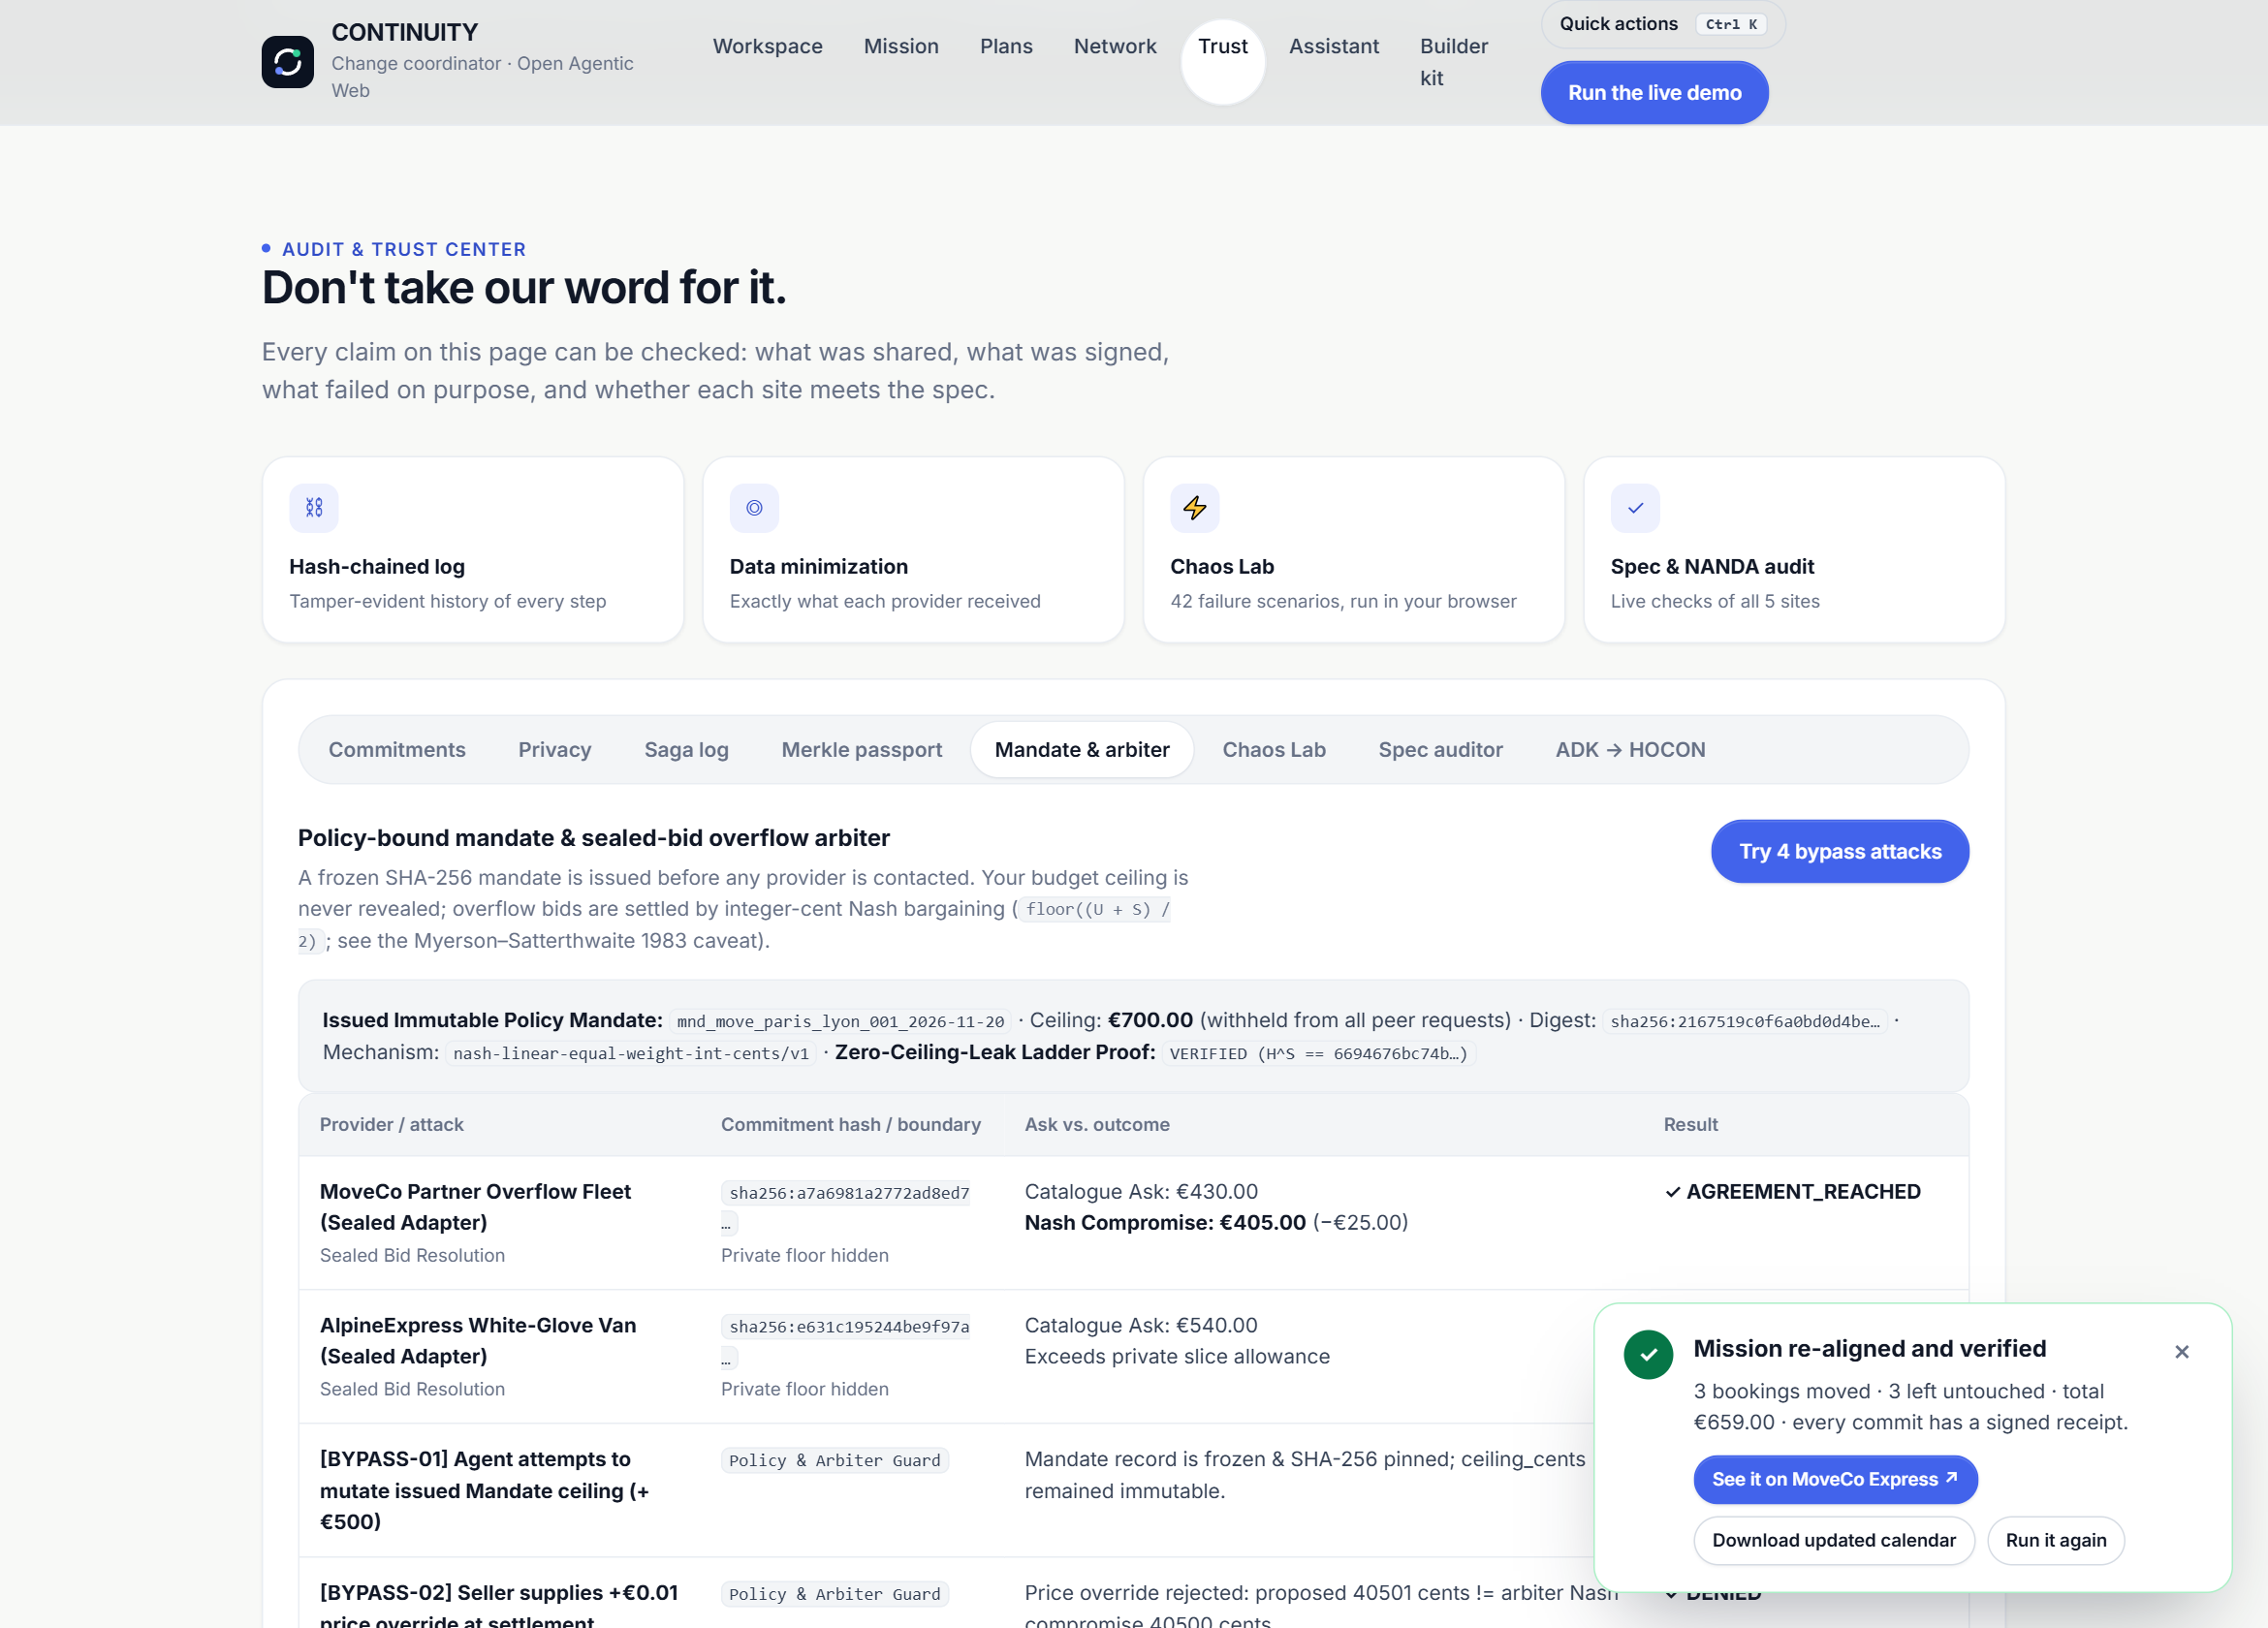 CONTINUITY
Change coordinator · Open Agentic
Web
Workspace
Mission
Plans
Network
Trust
Assistant
Builder
kit
Quick actions Ctrl K
Run the live demo
AUDIT & TRUST CENTER
Don't take our word for it.
Every claim on this page can be checked: what was shared, what was signed,
what failed on purpose, and whether each site meets the spec.
Hash-chained log
Tamper-evident history of every step
Data minimization
Exactly what each provider received
Chaos Lab
42 failure scenarios, run in your browser
Spec & NANDA audit
Live checks of all 5 sites
Commitments
Privacy
Saga log
Merkle passport
Mandate & arbiter
Chaos Lab
Spec auditor
ADK → HOCON
Policy-bound mandate & sealed-bid overflow arbiter
A frozen SHA-256 mandate is issued before any provider is contacted. Your budget ceiling is
never revealed; overflow bids are settled by integer-cent Nash bargaining ( floor((U + S) /
2) ; see the Myerson–Satterthwaite 1983 caveat).
Try 4 bypass attacks
Issued Immutable Policy Mandate: mnd_move_paris_lyon_001_2026-11-20 · Ceiling: €700.00 (withheld from all peer requests) · Digest: sha256:2167519c0f6a0bd0d4be… ·
Mechanism: nash-linear-equal-weight-int-cents/v1 · Zero-Ceiling-Leak Ladder Proof: VERIFIED (H^S == 6694676bc74b…)
Provider / attack
Commitment hash / boundary
Ask vs. outcome
Result
MoveCo Partner Overflow Fleet
(Sealed Adapter)
Sealed Bid Resolution
sha256:a7a6981a2772ad8ed7
…
Private floor hidden
Catalogue Ask: €430.00
Nash Compromise: €405.00 (−€25.00)
✓ AGREEMENT_REACHED
AlpineExpress White-Glove Van
(Sealed Adapter)
Sealed Bid Resolution
sha256:e631c195244be9f97a
…
Private floor hidden
Catalogue Ask: €540.00
Exceeds private slice allowance
[BYPASS-01] Agent attempts to
mutate issued Mandate ceiling (+
€500)
Policy & Arbiter Guard
Mandate record is frozen & SHA-256 pinned; ceiling_cents
remained immutable.
[BYPASS-02] Seller supplies +€0.01
price override at settlement
Policy & Arbiter Guard
Price override rejected: proposed 40501 cents != arbiter Nash
compromise 40500 cents
✓ DENIED
Mission re-aligned and verified
3 bookings moved · 3 left untouched · total
€659.00 · every commit has a signed receipt.
See it on MoveCo Express ↗
Download updated calendar
Run it again